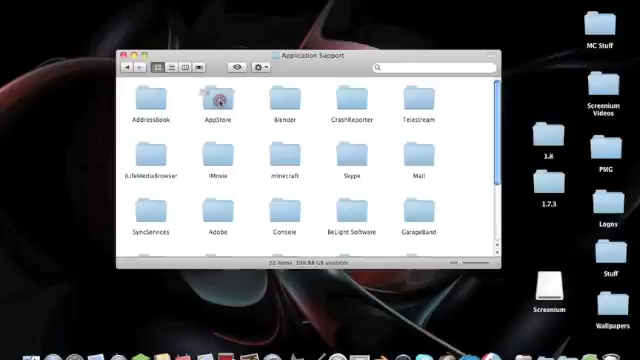 Application Support
MC Stuff
AddressBook
AppStore
Blender
CrashReporter
Telestream
Screenium
Videos
1.8
PMG
iLifeMediaBrowser
iMovie
minecraft
Skype
Mail
1.7.3
Logos
SyncServices
Adobe
Console
BeLight Software
GarageBand
Stuff
Screenium
Wallpapers